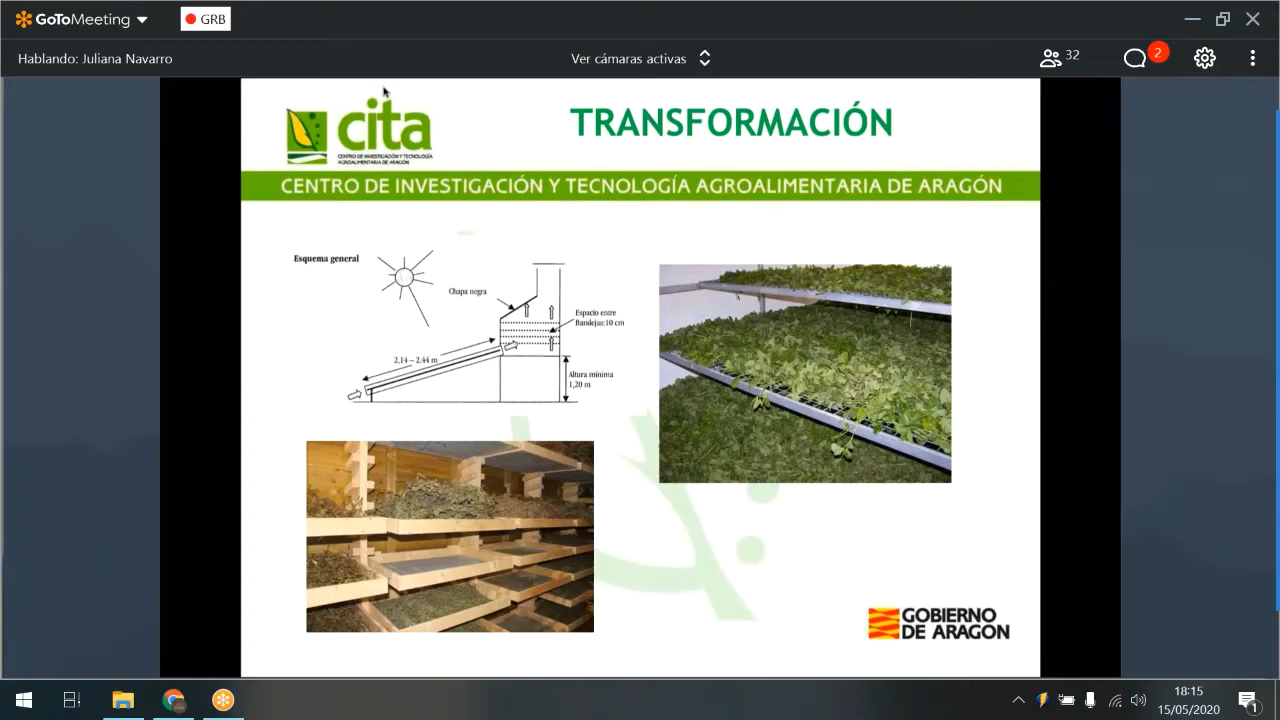 GoToMeeting
GRB
Hablando: Juliana Navarro
Ver cámaras activas
32
2
cita
CENTRO DE INVESTIGACIÓN Y TECNOLOGÍA
AGROALIMENTARIA DE ARAGÓN
TRANSFORMACIÓN
CENTRO DE INVESTIGACIÓN Y TECNOLOGÍA AGROALIMENTARIA DE ARAGÓN
Esquema general
Chapa negra
Espacio entre
Bandejas:10 cm
2,14 – 2,44 m
Altura mínima
1,20 m
GOBIERNO
DE ARAGÓN
18:15
15/05/2020
1